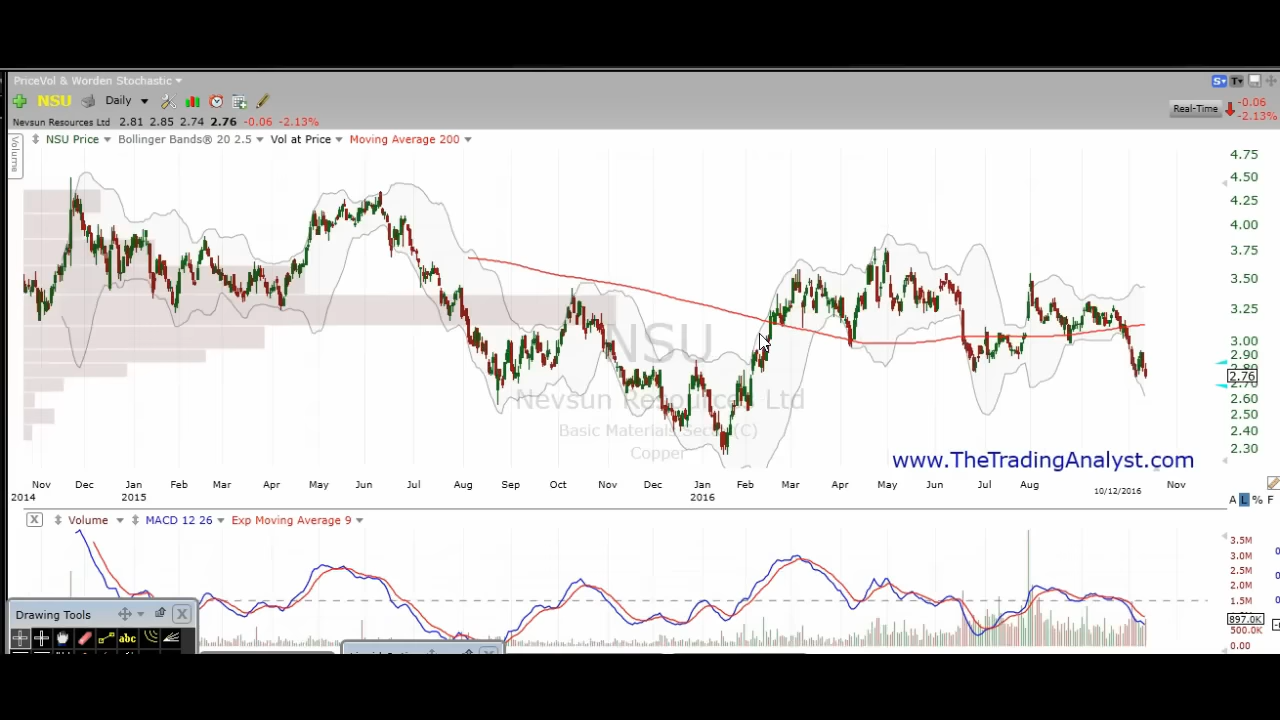 PriceVol & Worden Stochastic
NSU Daily
Real-Time -0.06
-2.13%
Nevsun Resources Ltd 2.81 2.85 2.74 2.76 -0.06 -2.13%
NSU Price Bollinger Bands® 20 2.5 Vol at Price Moving Average 200
Volume
4.75
4.50
4.25
4.00
3.75
3.50
3.25
3.00
2.90
2.80
2.76
2.70
2.60
2.50
2.40
2.30
NSU
Nevsun Resources Ltd
Basic Materials Sector (C)
Copper
www.TheTradingAnalyst.com
Nov Dec Jan Feb Mar Apr May Jun Jul Aug Sep Oct Nov Dec Jan Feb Mar Apr May Jun Jul Aug 10/12/2016 Nov
2014 2015 2016
A L % F
X Volume MACD 12 26 Exp Moving Average 9
3.5M
3.0M
2.5M
2.0M
1.5M
897.0K
500.0K
0.00
Drawing Tools X
abc